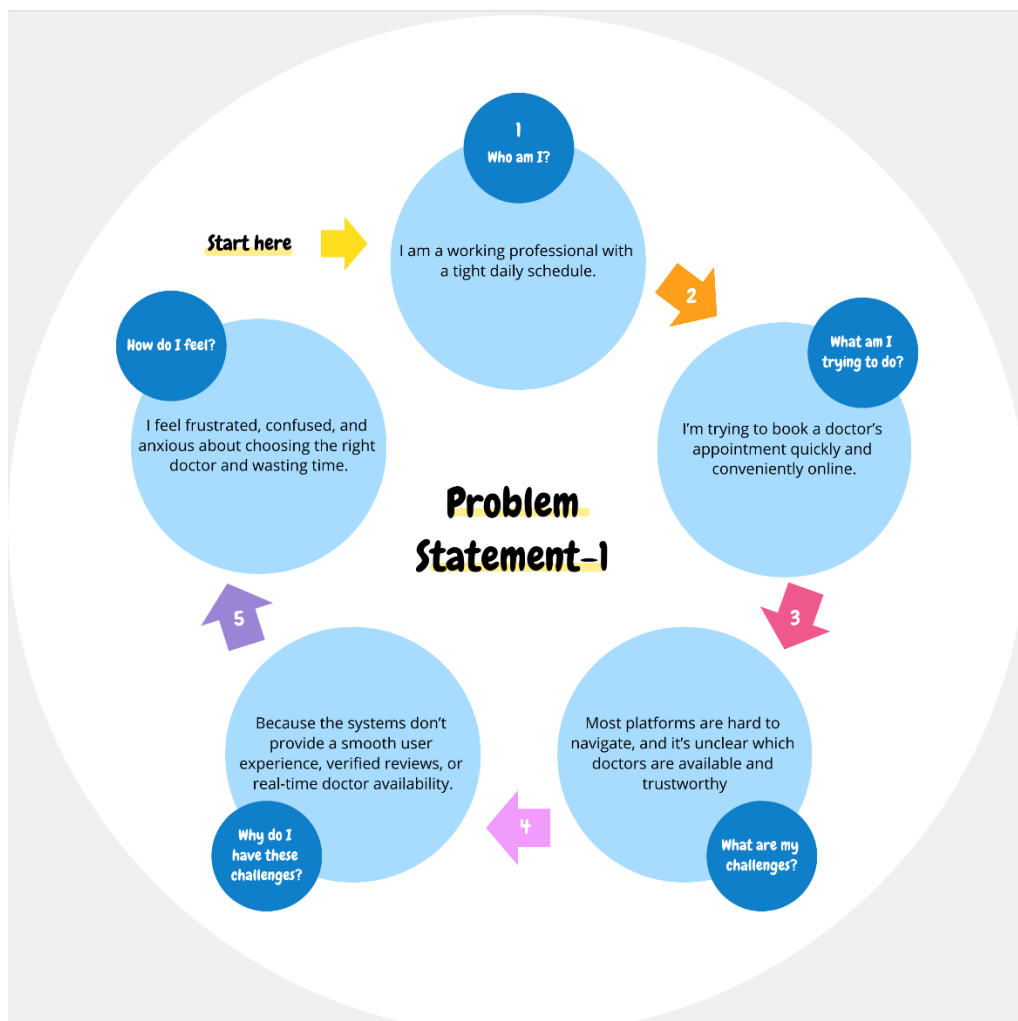 Start here
1
Who am I?
I am a working professional with
a tight daily schedule.
2
What am I
trying to do?
I'm trying to book a doctor's
appointment quickly and
conveniently online.
3
What are my
challenges?
Most platforms are hard to
navigate, and it's unclear which
doctors are available and
trustworthy
4
Why do I
have these
challenges?
Because the systems don't
provide a smooth user
experience, verified reviews, or
real-time doctor availability.
5
How do I feel?
I feel frustrated, confused, and
anxious about choosing the right
doctor and wasting time.
Problem
Statement-1